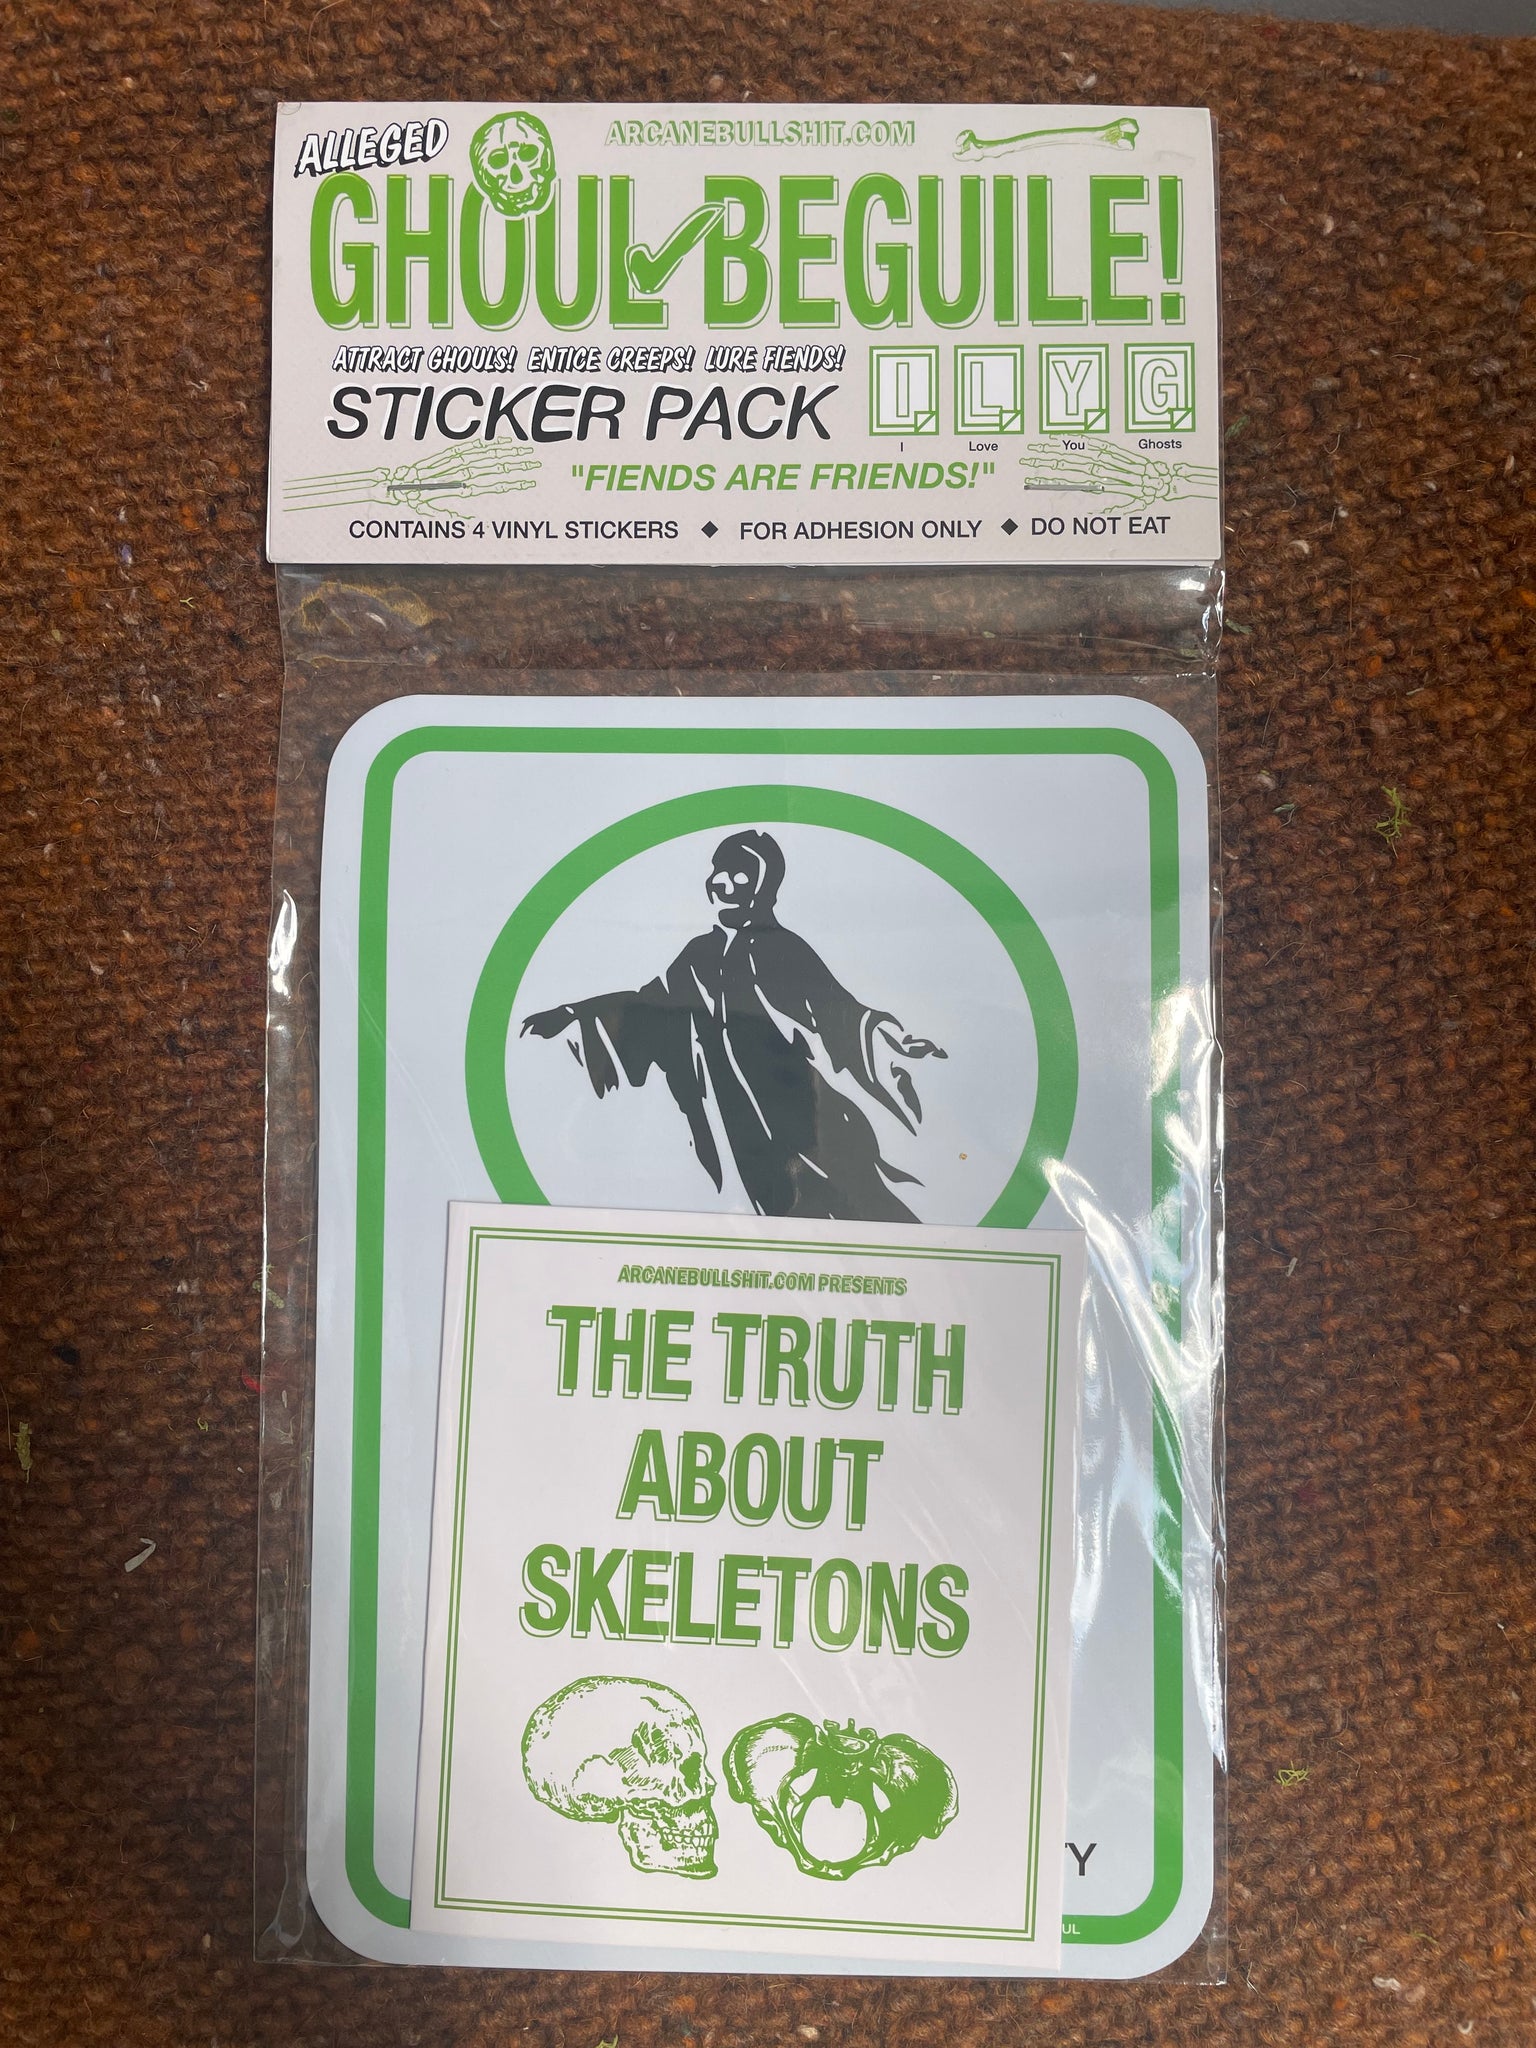 ALLEGED
ARCANEBULLSHIT.COM
GHOUL BEGUILE!
ATTRACT GHOULS! ENTICE CREEPS! LURE FIENDS!
STICKER PACK
I L Y G
I Love You Ghosts
"FIENDS ARE FRIENDS!"
CONTAINS 4 VINYL STICKERS ◆ FOR ADHESION ONLY ◆ DO NOT EAT
ARCANEBULLSHIT.COM PRESENTS
THE TRUTH
ABOUT
SKELETONS